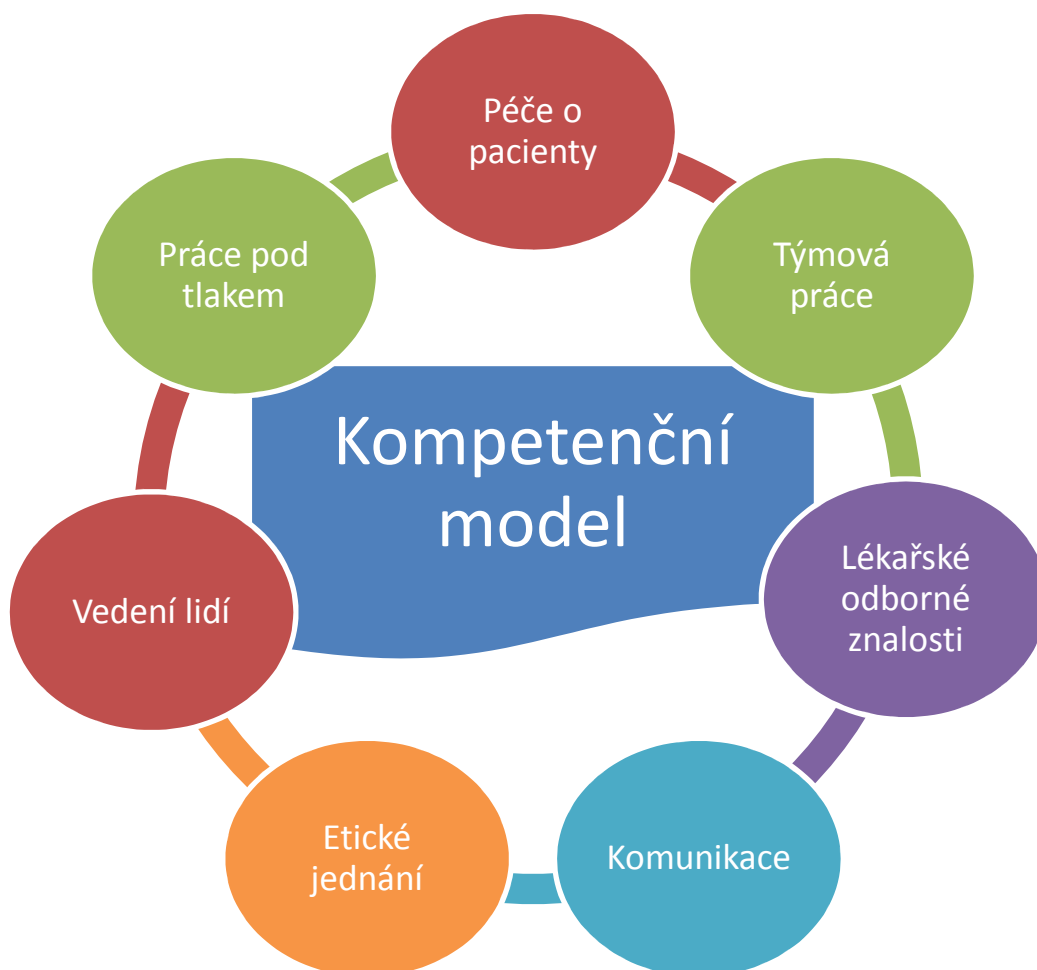 Péče o
pacienty
Týmová
práce
Lékařské
odborné
znalosti
Komunikace
Etické
jednání
Vedení lidí
Práce pod
tlakem
Kompetenční
model